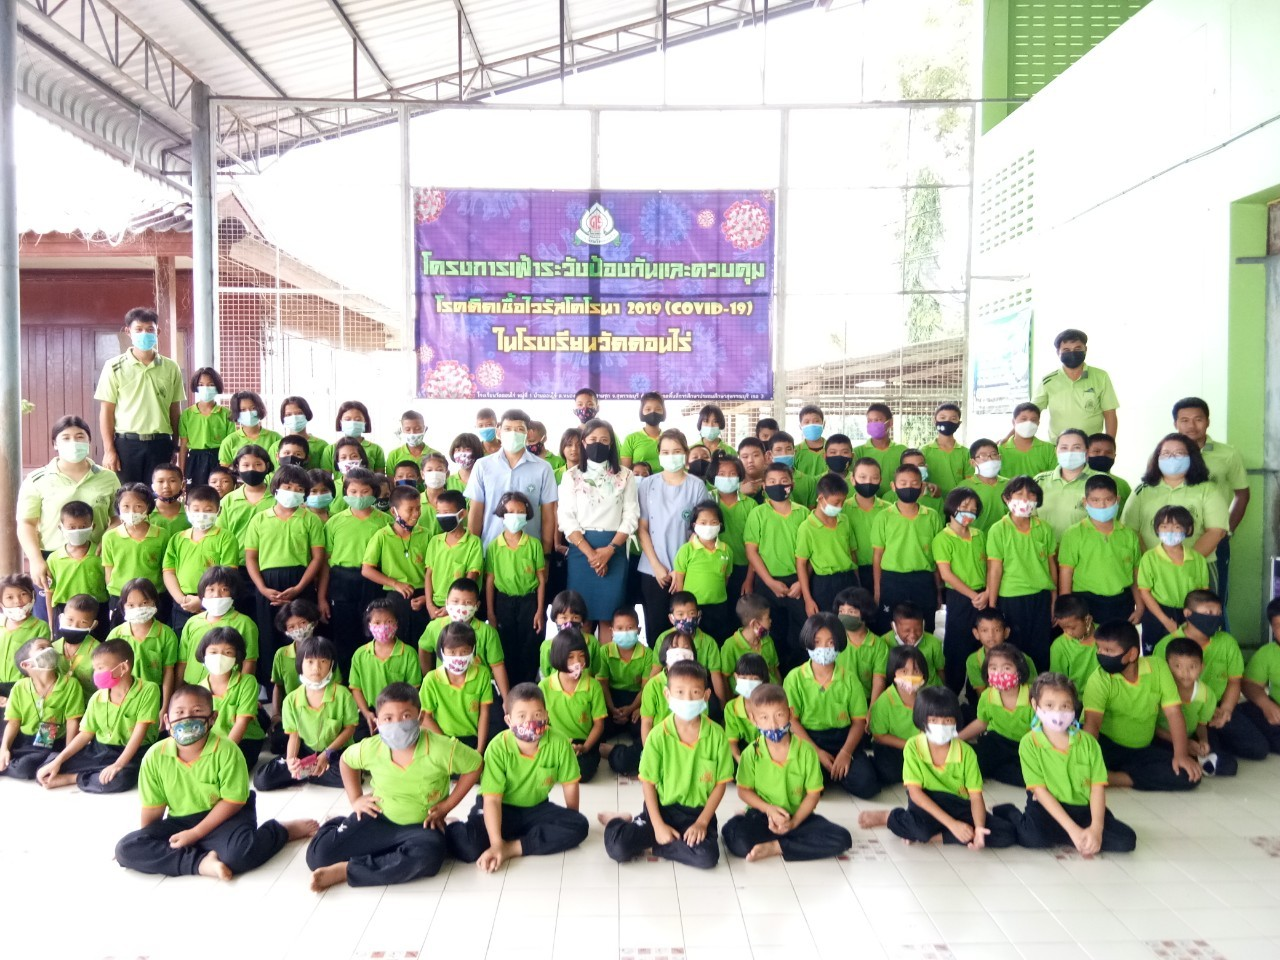 โครงการเฝ้าระวังป้องกันและควบคุม
โรคติดเชื้อไวรัสโคโรนา 2019 (COVID-19)
ในโรงเรียนวัดดอนไร่